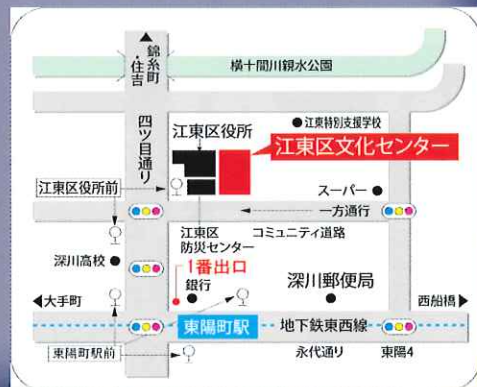 ▲錦糸町・住吉
横十間川親水公園
四ツ目通り
江東区役所
●江東特別支援学校
江東区文化センター
江東区役所前
スーパー●
一方通行
江東区
防災センター
コミュニティ道路
深川高校●
1番出口
銀行
深川郵便局
◀大手町
西船橋▶
東陽町駅
地下鉄東西線
東陽町駅前
永代通り
東陽4